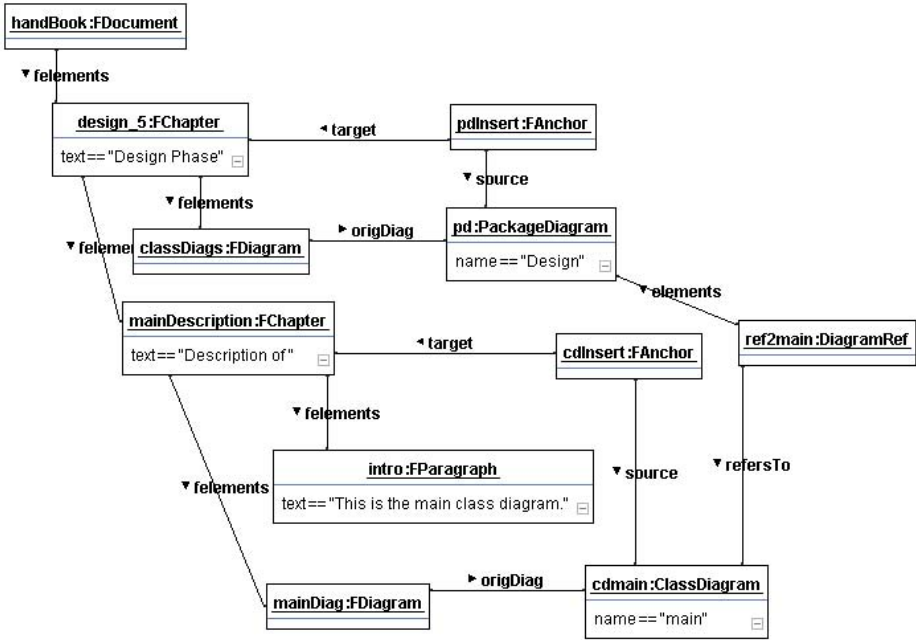 handBook:FDocument
▼ felements
design_5:FChapter
text=="Design Phase"
◄ target
pdInsert:FAnchor
▼ felements
▼ source
▼ felemen
classDiags:FDiagram
► origDiag
pd:PackageDiagram
name=="Design"
▼ elements
mainDescription:FChapter
text=="Description of"
◄ target
cdInsert:FAnchor
ref2main:DiagramRef
▼ felements
intro:FParagraph
text=="This is the main class diagram."
▼ source
▼ refersTo
▼ felements
mainDiag:FDiagram
► origDiag
cdmain:ClassDiagram
name=="main"